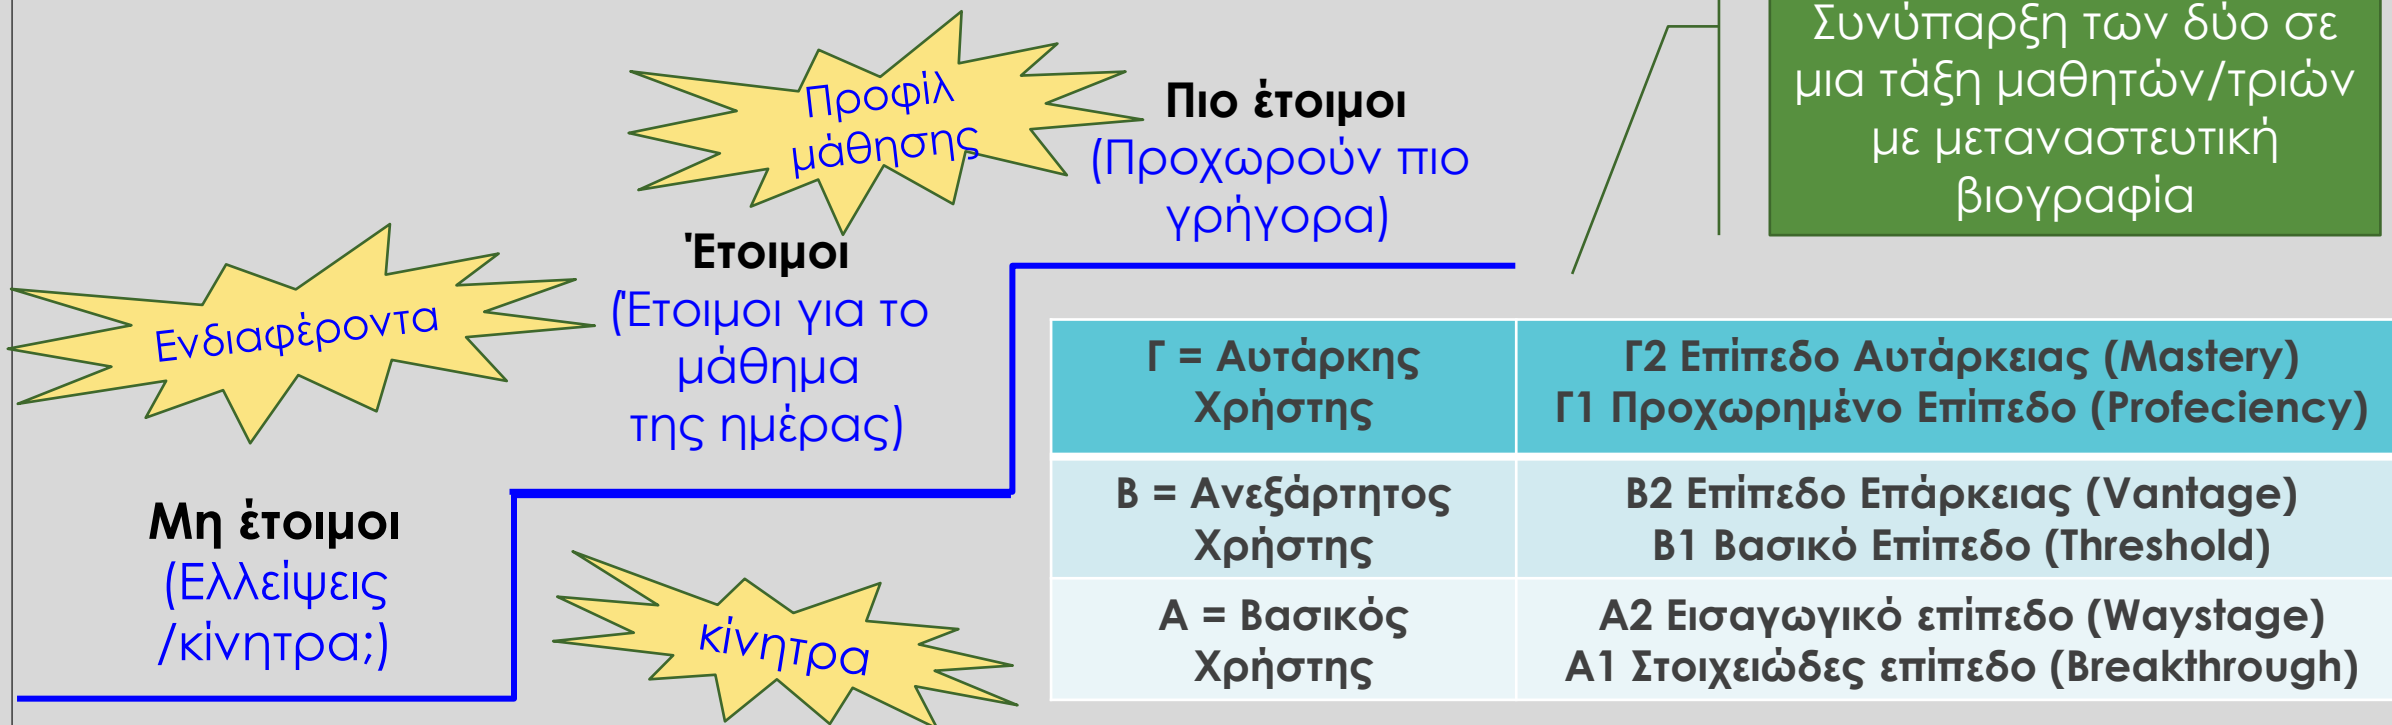 Προφίλ
μάθησης
Πιο έτοιμοι
(Προχωρούν πιο
γρήγορα)
Συνύπαρξη των δύο σε
μια τάξη μαθητών/τριών
με μεταναστευτική
βιογραφία
Ενδιαφέροντα
Έτοιμοι
(Έτοιμοι για το
μάθημα
της ημέρας)
Μη έτοιμοι
(Ελλείψεις
/κίνητρα;)
κίνητρα
Γ = Αυτάρκης
Χρήστης
Γ2 Επίπεδο Αυτάρκειας (Mastery)
Γ1 Προχωρημένο Επίπεδο (Profeciency)
Β = Ανεξάρτητος
Χρήστης
Β2 Επίπεδο Επάρκειας (Vantage)
Β1 Βασικό Επίπεδο (Threshold)
Α = Βασικός
Χρήστης
Α2 Εισαγωγικό επίπεδο (Waystage)
Α1 Στοιχειώδες επίπεδο (Breakthrough)